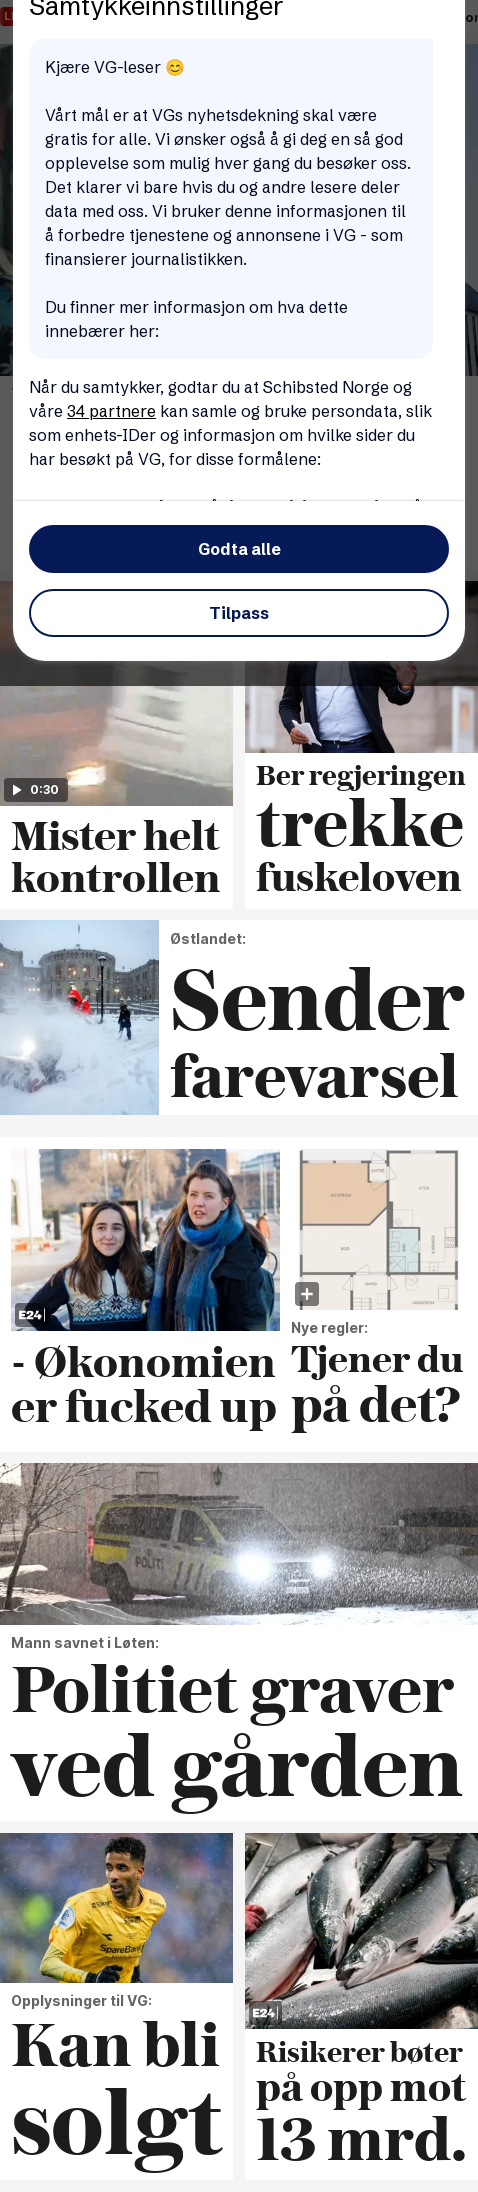 Samtykkeinnstillinger
Kjære VG-leser 😊
Vårt mål er at VGs nyhetsdekning skal være
gratis for alle. Vi ønsker også å gi deg en så god
opplevelse som mulig hver gang du besøker oss.
Det klarer vi bare hvis du og andre lesere deler
data med oss. Vi bruker denne informasjonen til
å forbedre tjenestene og annonsene i VG - som
finansierer journalistikken.
Du finner mer informasjon om hva dette
innebærer her:
Når du samtykker, godtar du at Schibsted Norge og
våre 34 partnere kan samle og bruke persondata, slik
som enhets-IDer og informasjon om hvilke sider du
har besøkt på VG, for disse formålene:
Godta alle
Tilpass
0:30
Mister helt
kontrollen
Ber regjeringen
trekke
fuskeloven
Østlandet:
Sender
farevarsel
E24
- Økonomien
er fucked up
Nye regler:
Tjener du
på det?
POLITI
Mann savnet i Løten:
Politiet graver
ved gården
SpareBank
Opplysninger til VG:
Kan bli
solgt
E24
Risikerer bøter
på opp mot
13 mrd.